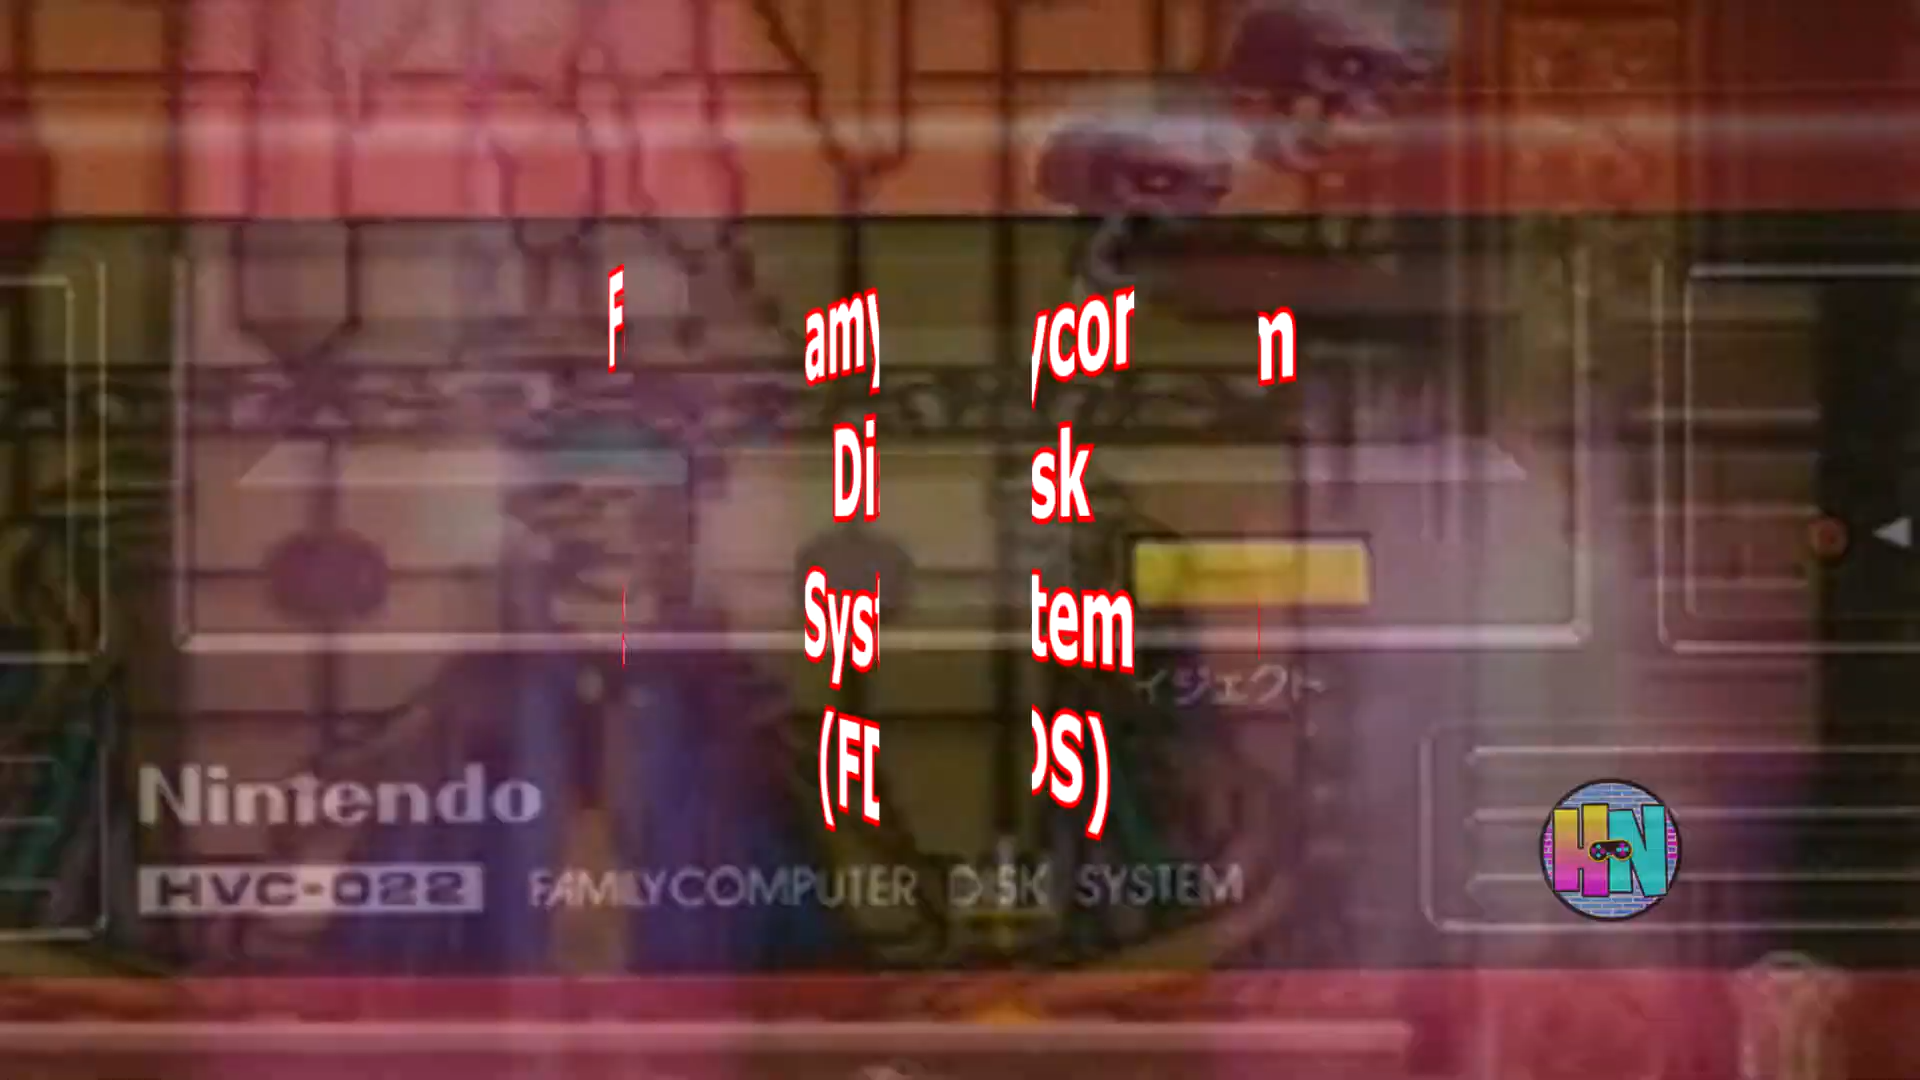 F amy ycor n
Di sk
Syst tem
(FD DS)
イジェクト
Nintendo
HVC-022 FAMILYCOMPUTER DISK SYSTEM
HN